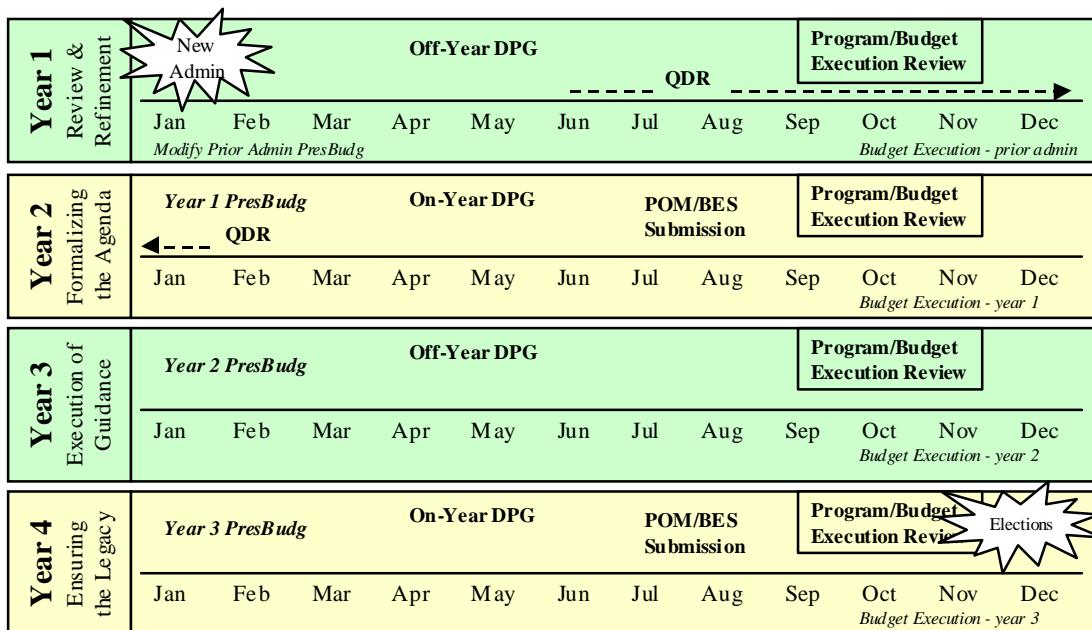 Year 1
Review &
Refinement
New
Admin
Off-Year DPG
Program/Budget
Execution Review
QDR
Jan Feb Mar Apr May Jun Jul Aug Sep Oct Nov Dec
Modify Prior Admin PresBudg
Budget Execution - prior admin
Year 2
Formalizing
the Agenda
Year 1 PresBudg
On-Year DPG
POM/BES
Submission
Program/Budget
Execution Review
QDR
Jan Feb Mar Apr May Jun Jul Aug Sep Oct Nov Dec
Budget Execution - year 1
Year 3
Execution of
Guidance
Year 2 PresBudg
Off-Year DPG
Program/Budget
Execution Review
Jan Feb Mar Apr May Jun Jul Aug Sep Oct Nov Dec
Budget Execution - year 2
Year 4
Ensuring
the Legacy
Year 3 PresBudg
On-Year DPG
POM/BES
Submission
Program/Budget
Execution Review
Elections
Jan Feb Mar Apr May Jun Jul Aug Sep Oct Nov Dec
Budget Execution - year 3